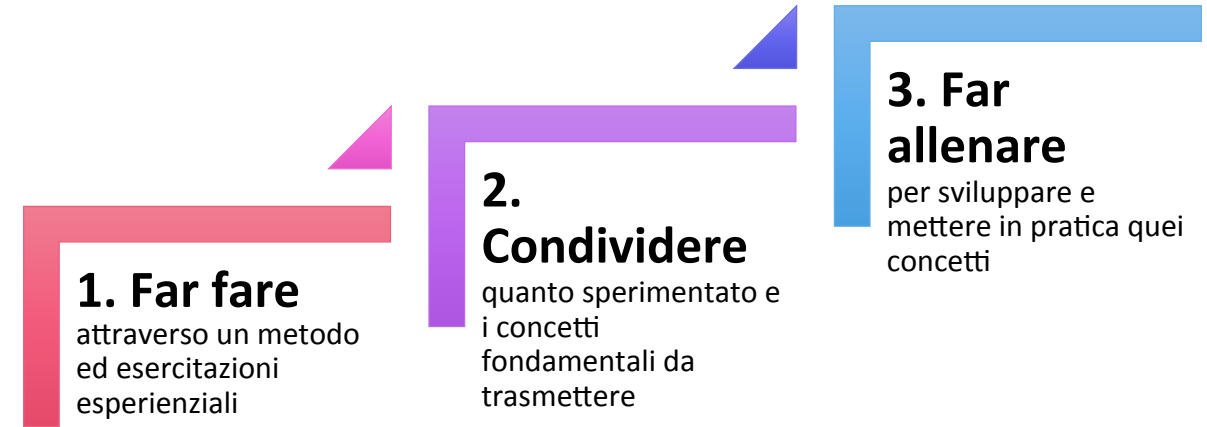 1. Far fare
attraverso un metodo
ed esercitazioni
esperienziali
2.
Condividere
quanto sperimentato e
i concetti
fondamentali da
trasmettere
3. Far
allenare
per sviluppare e
mettere in pratica quei
concetti